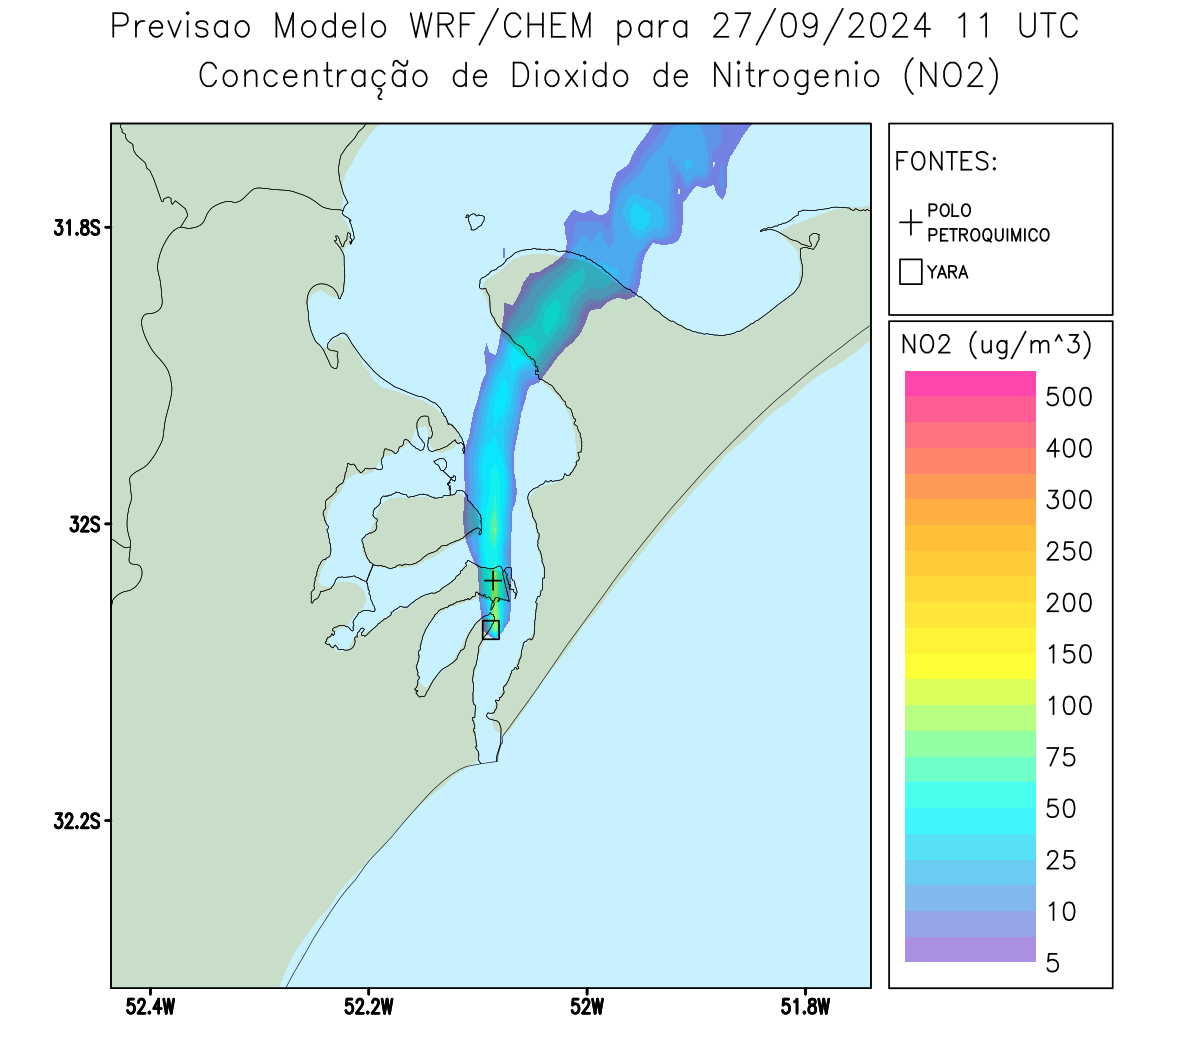 Previsao Modelo WRF/CHEM para 27/09/2024 11 UTC
Concentração de Dioxido de Nitrogenio (NO2)
FONTES:
POLO
PETROQUIMICO
YARA
NO2 (ug/m^3)
500
400
300
250
200
150
100
75
50
25
10
5
31.8S
32S
32.2S
52.4W
52.2W
52W
51.8W